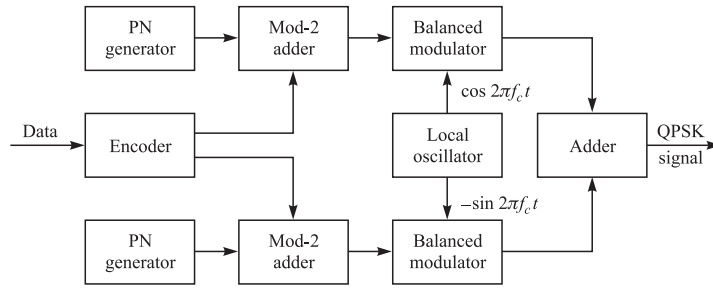 PN
generator
Mod-2
adder
Balanced
modulator
cos 2πf_c t
Data
Encoder
Local
oscillator
Adder
QPSK
signal
–sin 2πf_c t
PN
generator
Mod-2
adder
Balanced
modulator